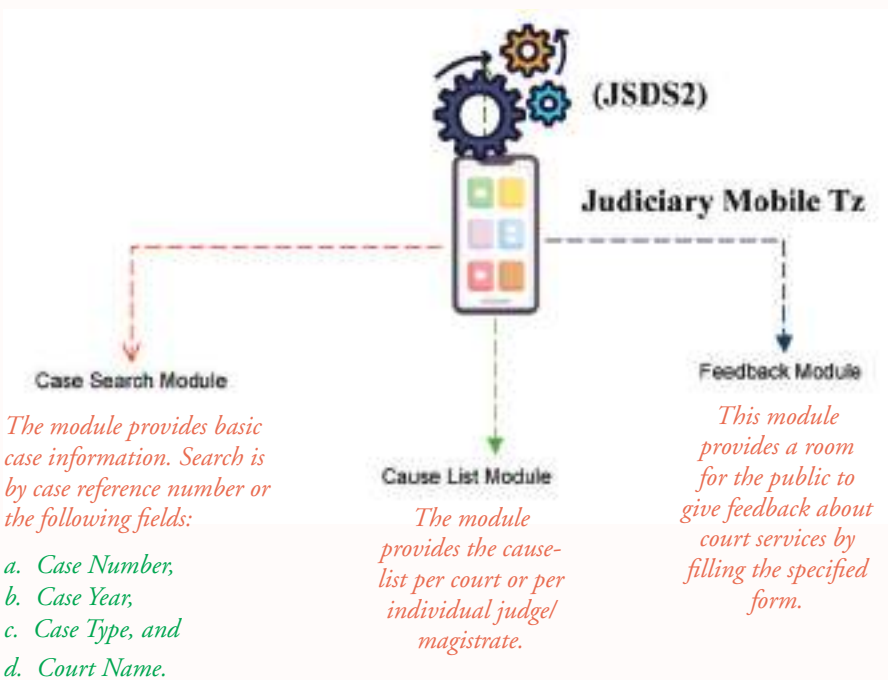 (JSDS2)
Judiciary Mobile Tz
Case Search Module
The module provides basic
case information. Search is
by case reference number or
the following fields:
a. Case Number,
b. Case Year,
c. Case Type, and
d. Court Name.
Cause List Module
The module
provides the cause-
list per court or per
individual judge/
magistrate.
Feedback Module
This module
provides a room
for the public to
give feedback about
court services by
filling the specified
form.